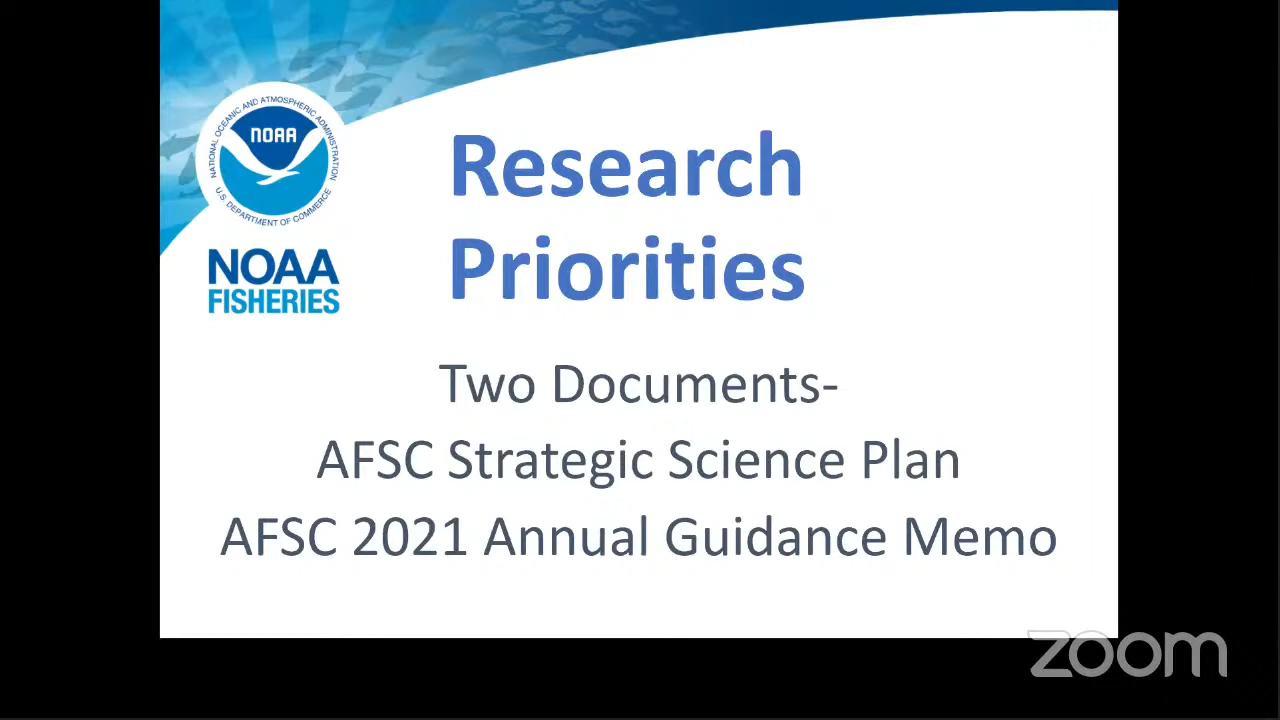 NATIONAL OCEANIC AND ATMOSPHERIC ADMINISTRATION
NOAA
U.S. DEPARTMENT OF COMMERCE
NOAA
FISHERIES
Research
Priorities
Two Documents-
AFSC Strategic Science Plan
AFSC 2021 Annual Guidance Memo
zoom